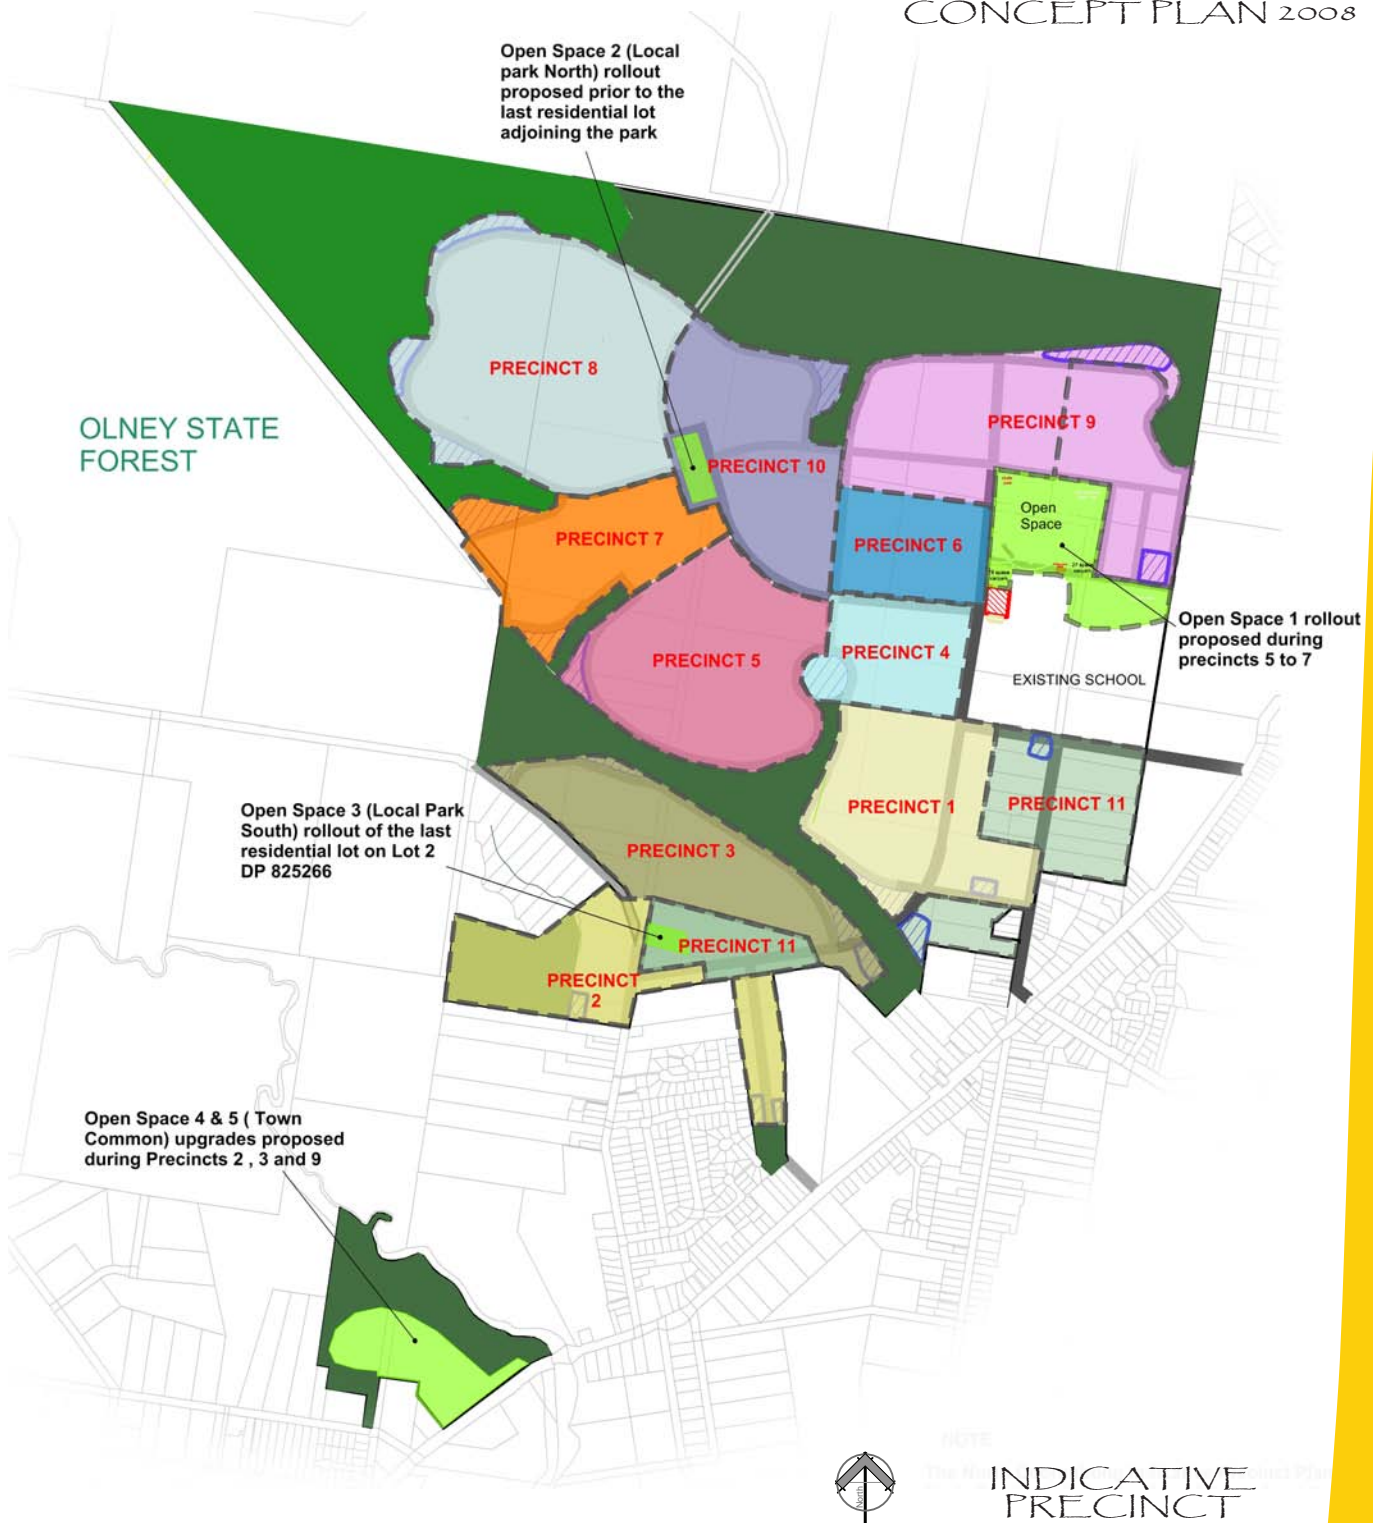 CONCEPT PLAN 2008
Open Space 2 (Local
park North) rollout
proposed prior to the
last residential lot
adjoining the park
PRECINCT 8
OLNEY STATE
FOREST
PRECINCT 9
PRECINCT 10
Open
Space
PRECINCT 7
PRECINCT 6
Open Space 1 rollout
proposed during
precincts 5 to 7
PRECINCT 5
PRECINCT 4
EXISTING SCHOOL
Open Space 3 (Local Park
South) rollout of the last
residential lot on Lot 2
DP 825266
PRECINCT 1
PRECINCT 11
PRECINCT 3
PRECINCT 11
PRECINCT
2
Open Space 4 & 5 ( Town
Common) upgrades proposed
during Precincts 2 , 3 and 9
NOTE
North
INDICATIVE
PRECINCT